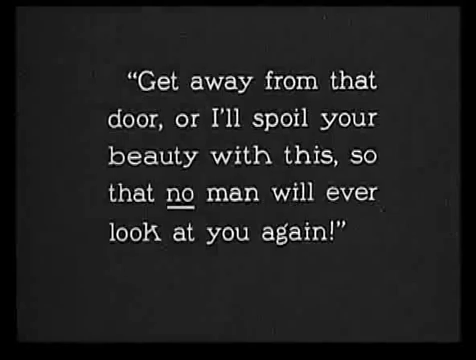 “Get away from that
door, or I'll spoil your
beauty with this, so
that no man will ever
look at you again!”